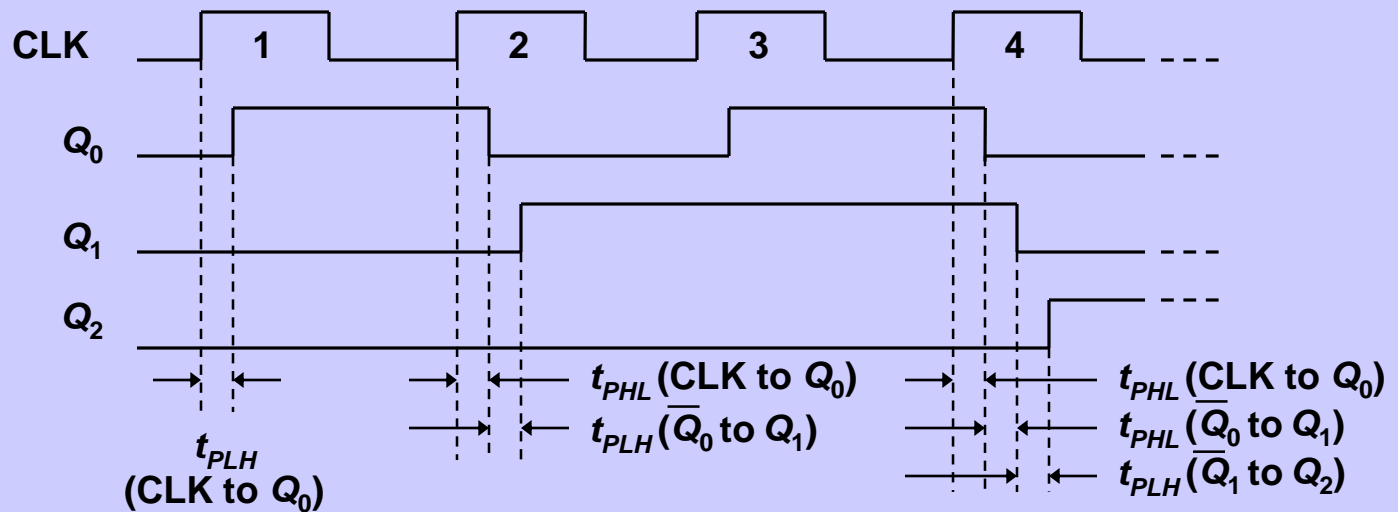 CLK 1 2 3 4
Q0
Q1
Q2
tPLH
(CLK to Q0)
tPHL (CLK to Q0)
tPLH (Q̅0 to Q1)
tPHL (CLK to Q0)
tPHL (Q̅0 to Q1)
tPLH (Q̅1 to Q2)